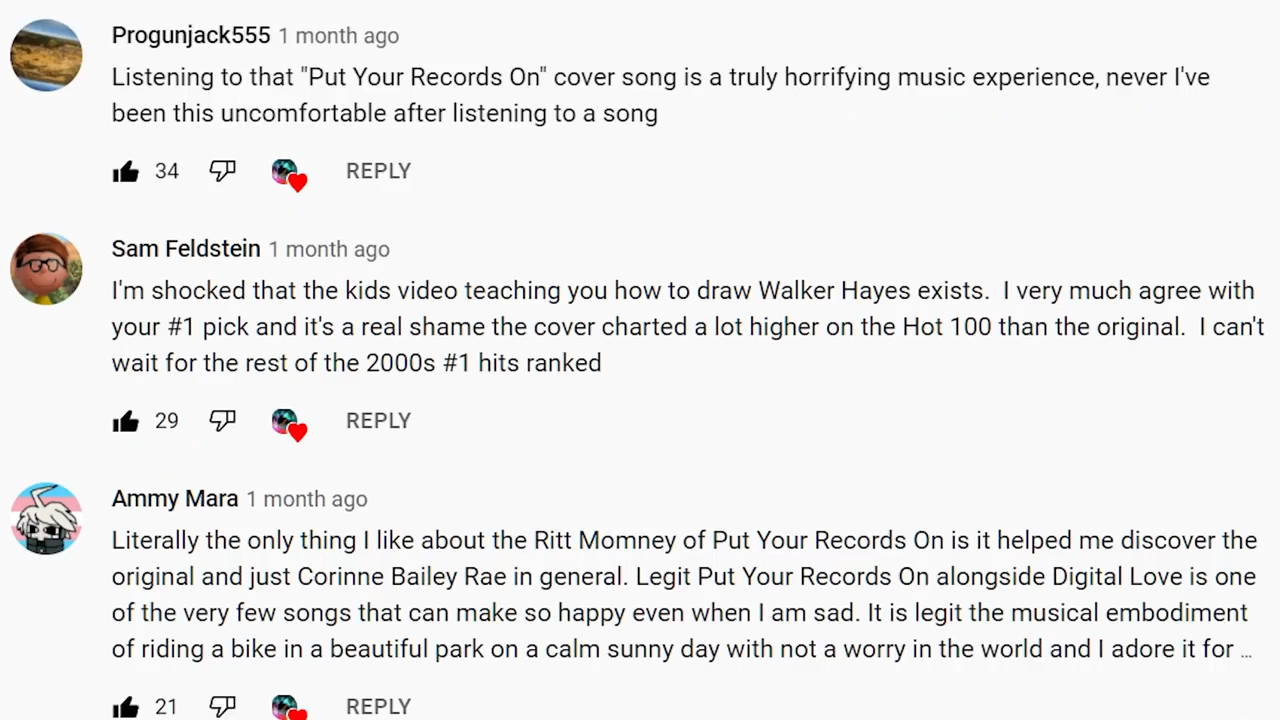 Progunjack555 1 month ago
Listening to that "Put Your Records On" cover song is a truly horrifying music experience, never I've
been this uncomfortable after listening to a song
34 REPLY
Sam Feldstein 1 month ago
I'm shocked that the kids video teaching you how to draw Walker Hayes exists.  I very much agree with
your #1 pick and it's a real shame the cover charted a lot higher on the Hot 100 than the original.  I can't
wait for the rest of the 2000s #1 hits ranked
29 REPLY
Ammy Mara 1 month ago
Literally the only thing I like about the Ritt Momney of Put Your Records On is it helped me discover the
original and just Corinne Bailey Rae in general. Legit Put Your Records On alongside Digital Love is one
of the very few songs that can make so happy even when I am sad. It is legit the musical embodiment
of riding a bike in a beautiful park on a calm sunny day with not a worry in the world and I adore it for ...
21 REPLY